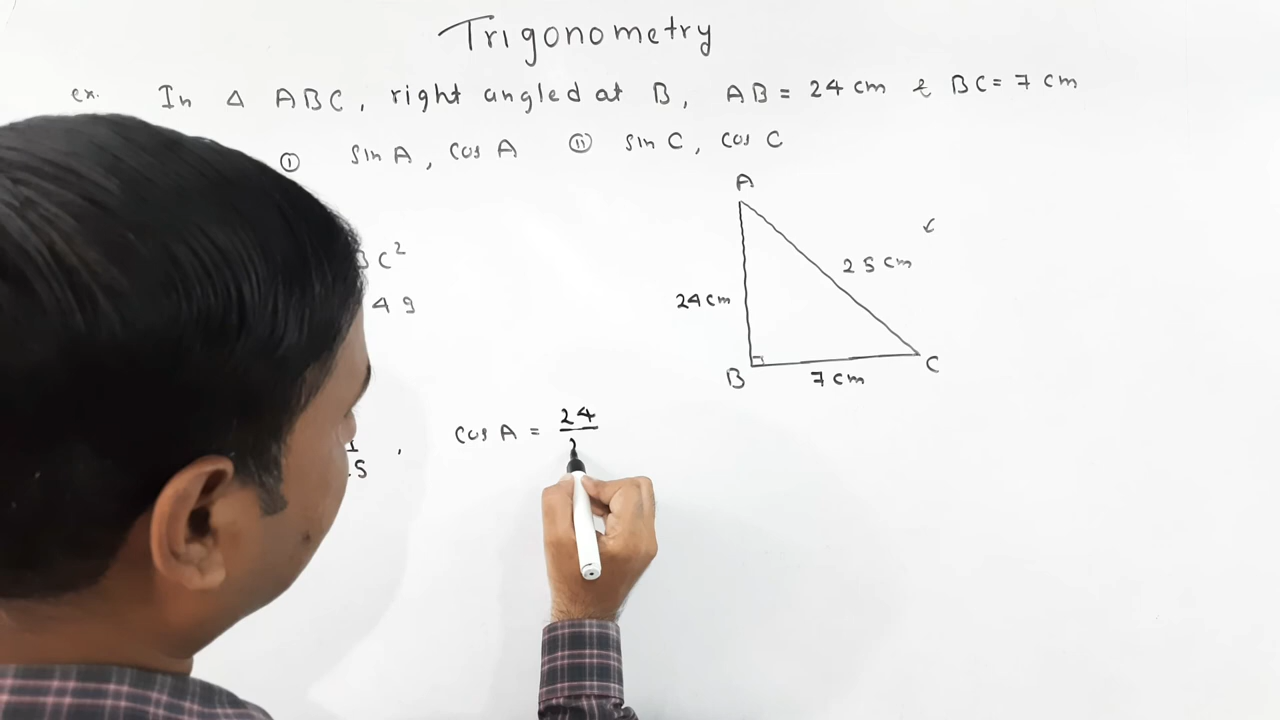 Trigonometry
ex. In Δ ABC, right angled at B, AB = 24 cm & BC = 7 cm
(i) sin A, cos A (ii) sin C, cos C
A
C²
49
25 cm
24 cm
B
7 cm
C
cos A = 24
,